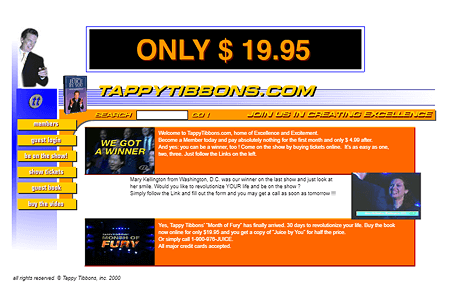 ONLY $ 19.95
TAPPYTIBBONS.COM
SEARCH GO!
JOIN US IN CREATING EXCELLENCE
members
guest login
be on the show!
show tickets
guest book
buy the video
WE GOT
A WINNER
Welcome to TappyTibbons.com, home of Excellence and Excitement.
Become a Member today and pay absolutely nothing for the first month and only $ 4.99 after.
And yes: you can be a winner, too ! Come on the show by buying tickets online. It's as easy as one,
two, three. Just follow the Links on the left.
Mary Kellington from Washington, D.C. was our winner on the last show and just look at
her smile. Would you like to revolutionize YOUR life and be on the show ?
Simply follow the Link and fill out the form and you may get a call as soon as tomorrow !!!
MONTH OF
FURY
Yes, Tappy Tibbons' "Month of Fury" has finally arrived. 30 days to revolutionize your life. Buy the book
now online for only $19.95 and you get a copy of "Juice by You" for half the price.
Or simply call 1-900-976-JUICE.
All major credit cards accepted.
all rights reserved. © Tappy Tibbons, Inc. 2000